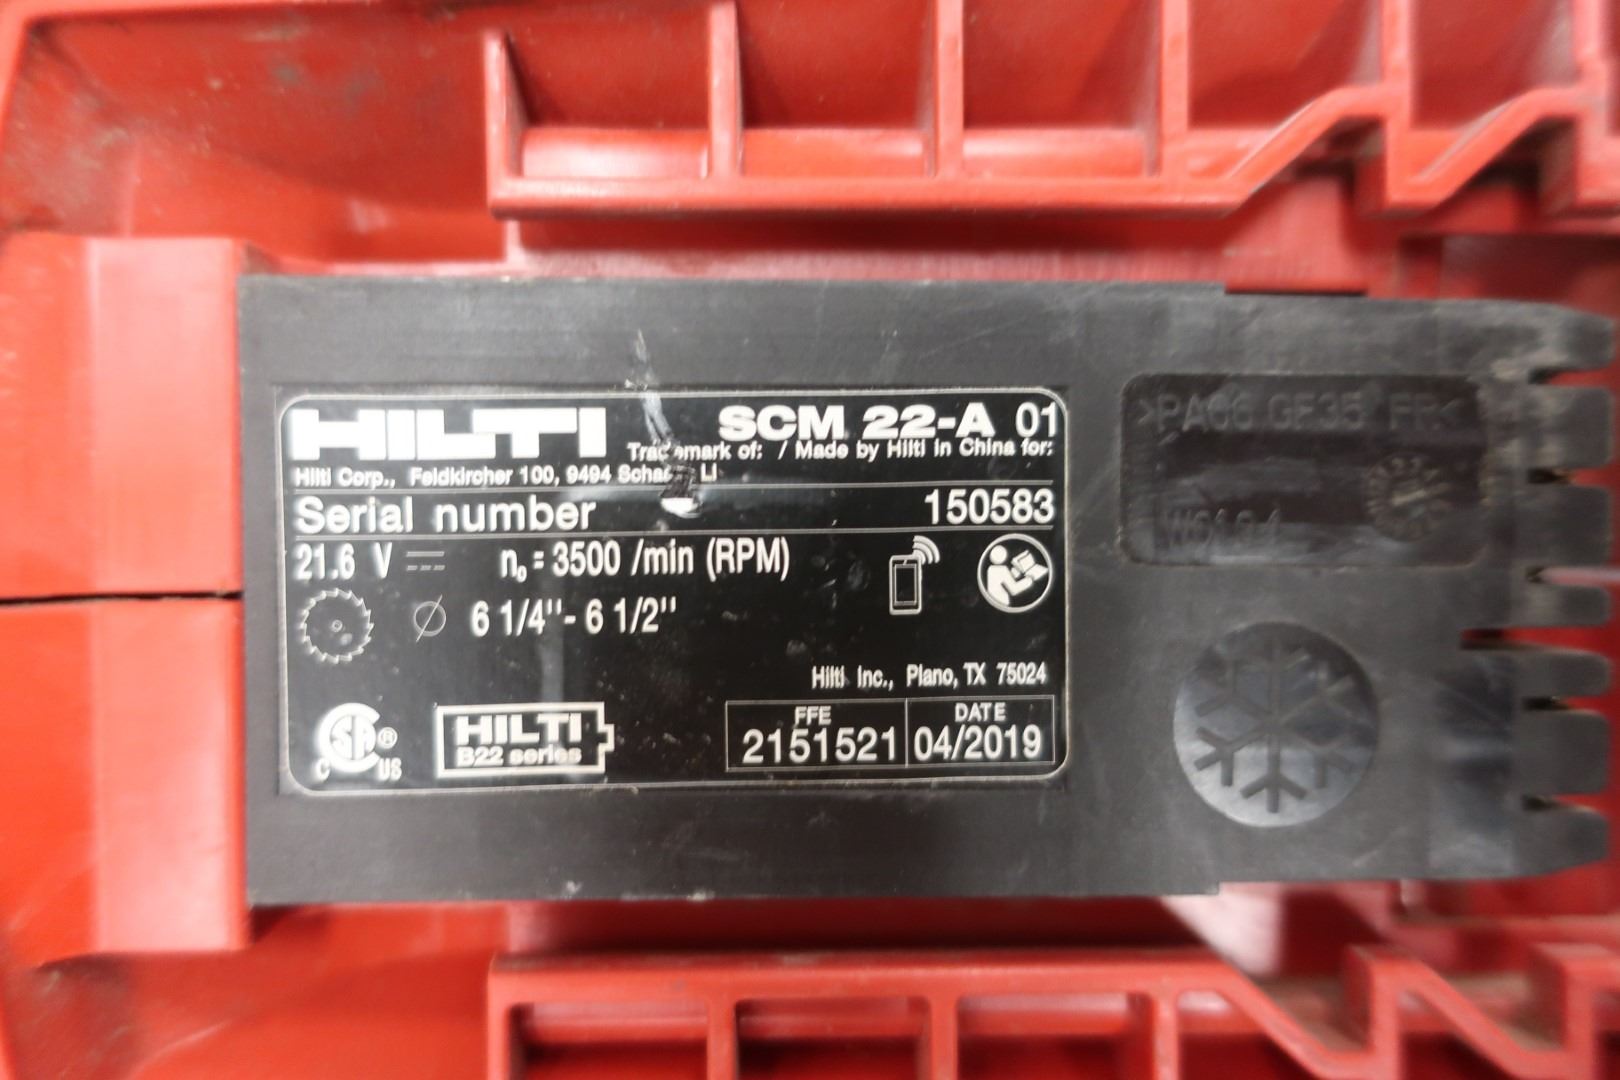 HILTI SCM 22-A 01
Trademark of: / Made by Hilti in China for:
Hilti Corp., Feldkircher 100, 9494 LI
Serial number 150583
21.6 V n₀ = 3500 /min (RPM)
6 1/4"- 6 1/2"
Hilti Inc., Plano, TX 75024
CSA ® C US
HILTI
B22 series
FFE DATE
2151521 04/2019
>PA66 GF35 FR<